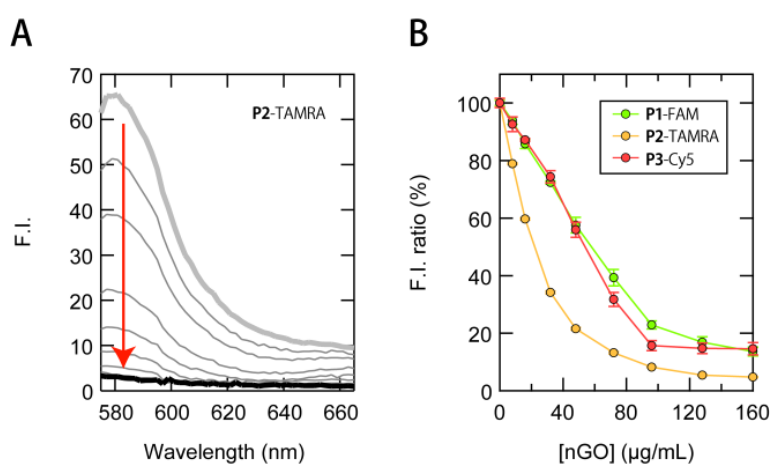 A
B
70
60
50
40
30
20
10
0
F.I.
P2-TAMRA
580 600 620 640 660
Wavelength (nm)
100
80
60
40
20
0
F.I. ratio (%)
P1-FAM
P2-TAMRA
P3-Cy5
0 40 80 120 160
[nGO] (μg/mL)